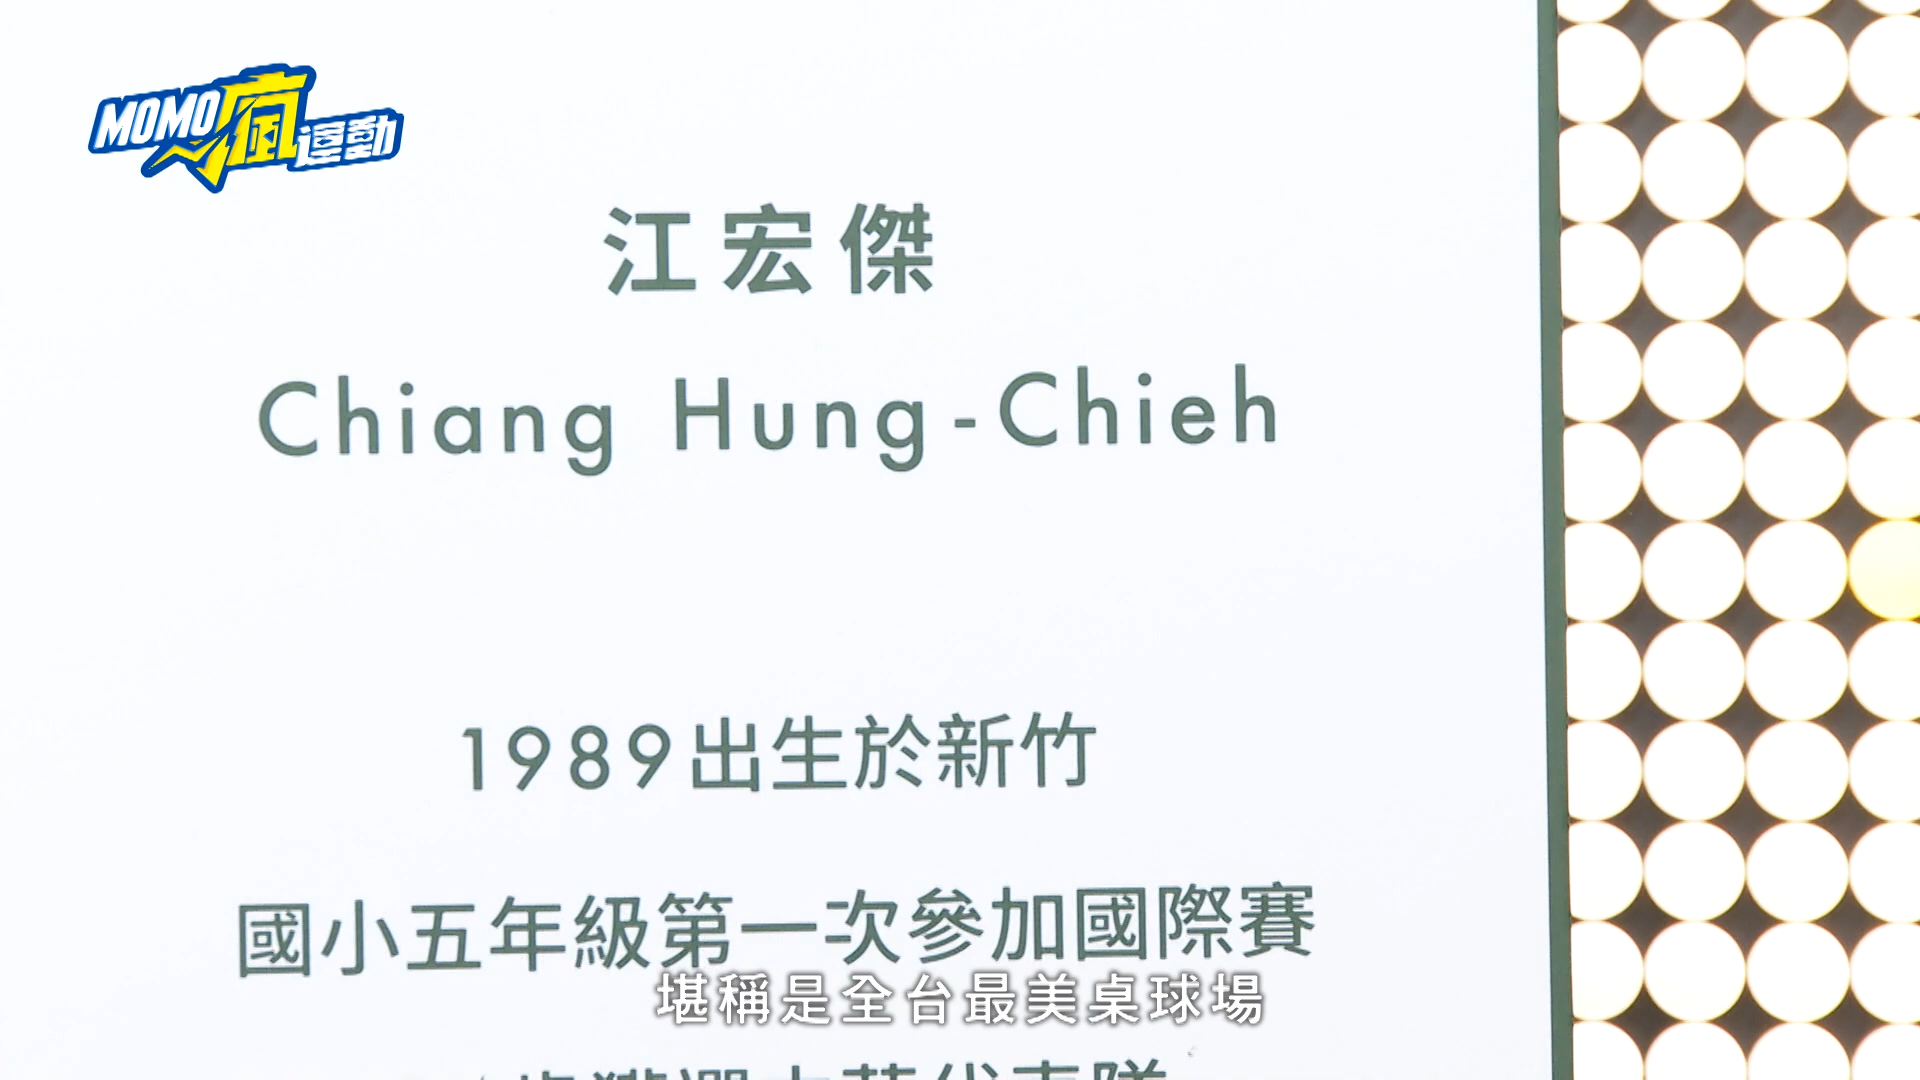 MOMO瘋運動
江宏傑
Chiang Hung-Chieh
1989出生於新竹
國小五年級第一次參加國際賽
堪稱是全台最美桌球場